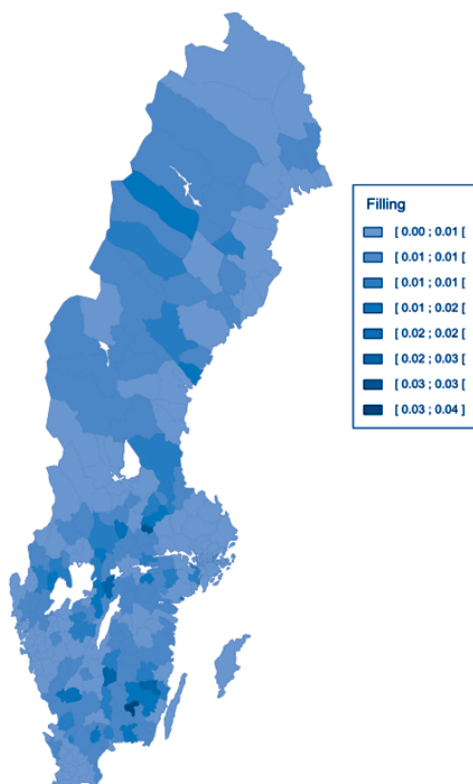 Filling
[ 0.00 ; 0.01 [
[ 0.01 ; 0.01 [
[ 0.01 ; 0.01 [
[ 0.01 ; 0.02 [
[ 0.02 ; 0.02 [
[ 0.02 ; 0.03 [
[ 0.03 ; 0.03 [
[ 0.03 ; 0.04 ]